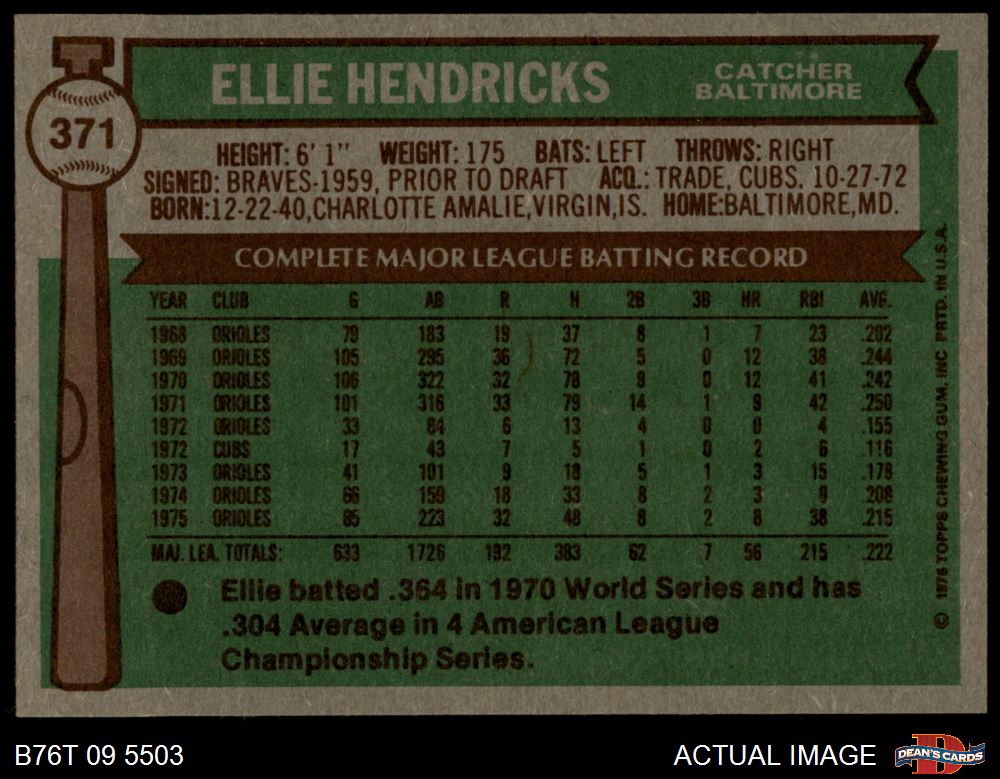 371
ELLIE HENDRICKS
CATCHER
BALTIMORE
HEIGHT: 6' 1" WEIGHT: 175 BATS: LEFT THROWS: RIGHT
SIGNED: BRAVES-1959, PRIOR TO DRAFT ACQ.: TRADE, CUBS, 10-27-72
BORN:12-22-40,CHARLOTTE AMALIE,VIRGIN,IS. HOME:BALTIMORE,MD.
COMPLETE MAJOR LEAGUE BATTING RECORD
YEAR CLUB G AB R H 2B 3B HR RBI AVG.
1968 ORIOLES 79 183 19 37 8 1 7 23 .202
1969 ORIOLES 105 295 36 72 5 0 12 38 .244
1970 ORIOLES 106 322 32 78 9 0 12 41 .242
1971 ORIOLES 101 316 33 79 14 1 9 42 .250
1972 ORIOLES 33 84 6 13 4 0 0 4 .155
1972 CUBS 17 43 7 5 1 0 2 6 .116
1973 ORIOLES 41 101 9 18 5 1 3 15 .178
1974 ORIOLES 66 159 18 33 8 2 3 8 .208
1975 ORIOLES 85 223 32 48 8 2 8 38 .215
MAJ. LEA. TOTALS: 633 1726 192 383 62 7 56 215 .222
Ellie batted .364 in 1970 World Series and has
.304 Average in 4 American League
Championship Series.
© 1976 TOPPS CHEWING GUM, INC PRTD. IN U.S.A.
B76T 09 5503
ACTUAL IMAGE
DEAN'S CARDS